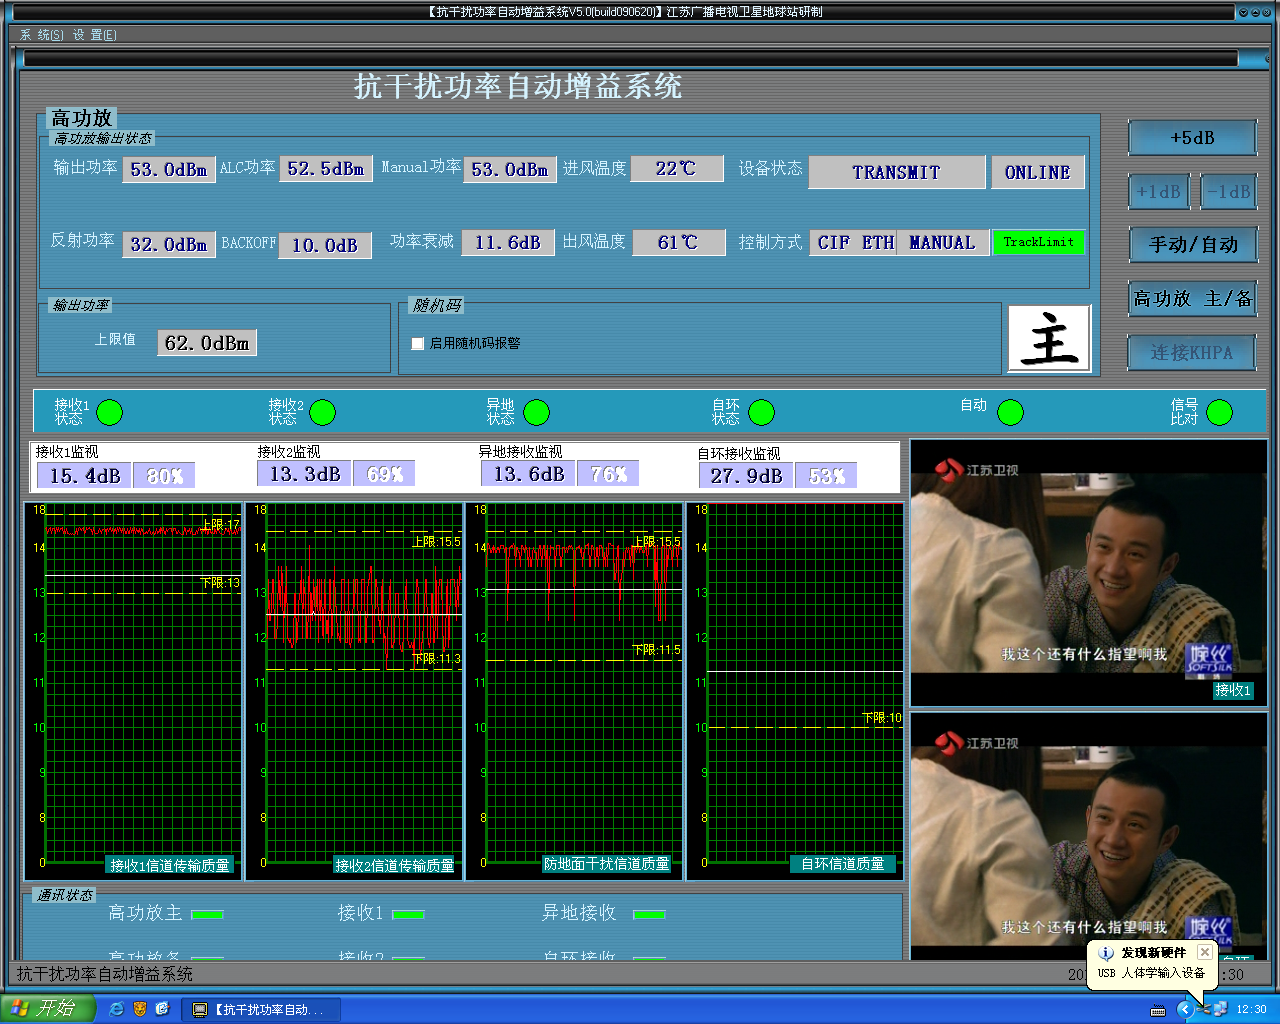 【抗干扰功率自动增益系统V5.0(build090620)】江苏广播电视卫星地球站研制
系 统(S) 设 置(E)
抗干扰功率自动增益系统
高功放
高功放输出状态
输出功率 53.0dBm ALC功率 52.5dBm Manual功率 53.0dBm 进风温度 22℃ 设备状态 TRANSMIT ONLINE
反射功率 32.0dBm BACKOFF 10.0dB 功率衰减 11.6dB 出风温度 61℃ 控制方式 CIF ETH MANUAL TrackLimit
+5dB
+1dB -1dB
手动/自动
高功放 主/备
连接KHPA
输出功率
上限值 62.0dBm
随机码
启用随机码报警
主
接收1状态 接收2状态 异地状态 自环状态 自动 信号比对
接收1监视 接收2监视 异地接收监视 自环接收监视
15.4dB 80% 13.3dB 69% 13.6dB 76% 27.9dB 53%
18
上限:17
14
下限:13
13
12
11
10
9
8
0
接收1信道传输质量
18
上限:15.5
14
13
12
下限:11.3
11
10
9
8
0
接收2信道传输质量
18
上限:15.5
14
13
12
下限:11.5
11
10
9
8
0
防地面干扰信道质量
18
14
13
12
11
下限:10
10
9
8
0
自环信道质量
江苏卫视
我这个还有什么指望啊我
嫁丝
SOFTSILK
接收1
江苏卫视
我这个还有什么指望啊我
嫁丝
SOFTSILK
自环
通讯状态
高功放主 接收1 异地接收
高功放备 接收2 自环接收
抗干扰功率自动增益系统
20
:30
发现新硬件
USB 人体学输入设备
开始
【抗干扰功率自动...
12:30